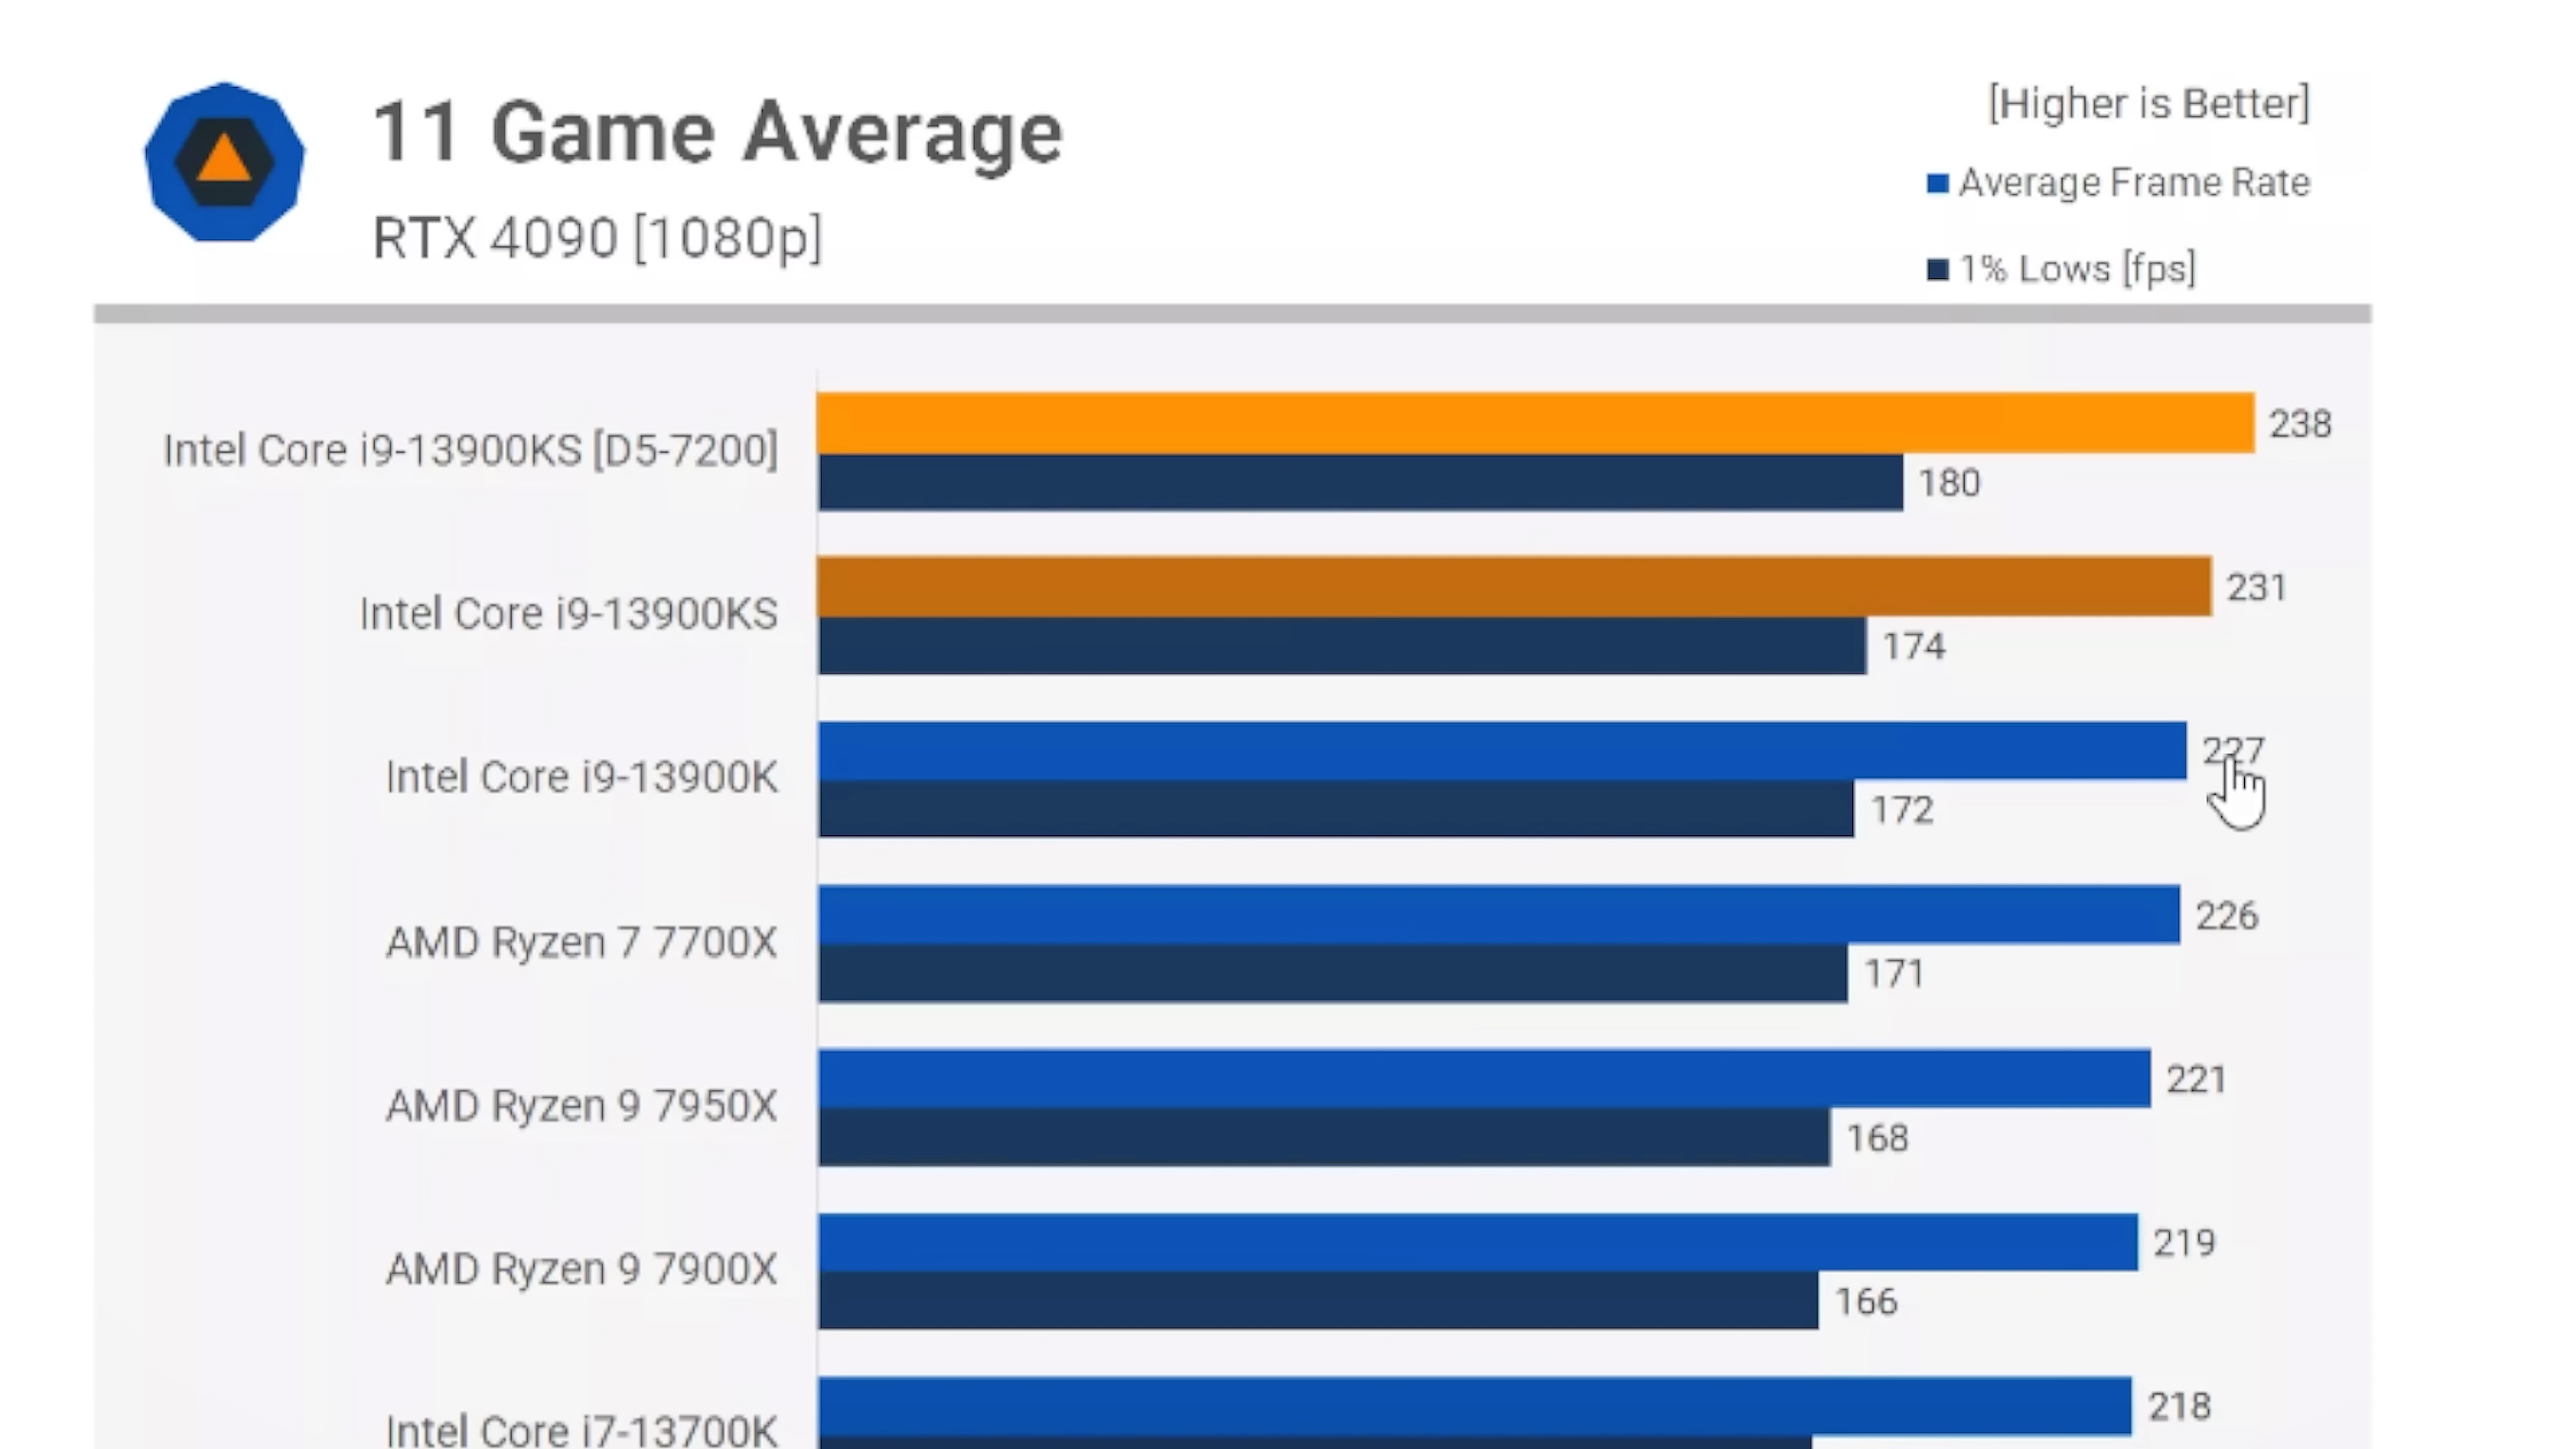 11 Game Average
RTX 4090 [1080p]
[Higher is Better]
Average Frame Rate
1% Lows [fps]
Intel Core i9-13900KS [D5-7200]
238
180
Intel Core i9-13900KS
231
174
Intel Core i9-13900K
227
172
AMD Ryzen 7 7700X
226
171
AMD Ryzen 9 7950X
221
168
AMD Ryzen 9 7900X
219
166
Intel Core i7-13700K
218